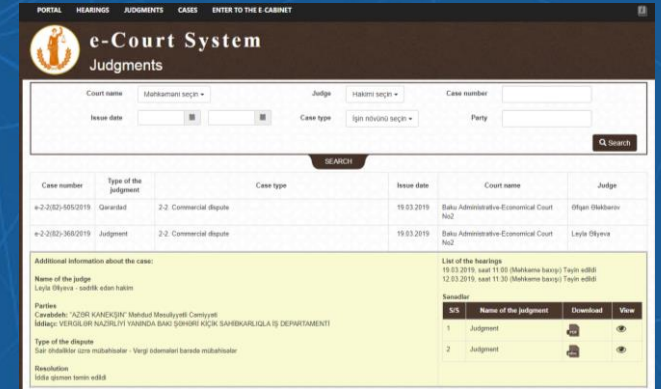 PORTAL HEARINGS JUDGMENTS CASES ENTER TO THE E-CABINET
e-Court System
Judgments
Court name Məhkəməni seçin Judge Hakimi seçin Case number
Issue date Case type İşin növünü seçin Party
Search
SEARCH
Case number Type of the judgment Case type Issue date Court name Judge
e-2-2(82)-505/2019 Qərardad 2-2. Commercial dispute 19.03.2019 Baku Administrative-Economical Court No2 Əfqan Ələkbərov
e-2-2(82)-368/2019 Judgment 2-2. Commercial dispute 19.03.2019 Baku Administrative-Economical Court No2 Leyla Əliyeva
Additional information about the case:
Name of the judge
Leyla Əliyeva - sədrlik edən hakim
Parties
Cavabdeh: "AZƏR KANEKŞİN" Məhdud Məsuliyyətli Cəmiyyəti
İddiaçı: VERGİLƏR NAZİRLİYİ YANINDA BAKI ŞƏHƏRİ KİÇİK SAHİBKARLIQLA İŞ DEPARTAMENTİ
Type of the dispute
Sair öhdəliklər üzrə mübahisələr - Vergi ödəmələri barədə mübahisələr
Resolution
İddia qismən təmin edildi
List of the hearings
19.03.2019, saat 11:00 (Məhkəmə baxışı) Təyin edildi
12.03.2019, saat 11:30 (Məhkəmə baxışı) Təyin edildi
Sənədlər
S/S Name of the judgment Download View
1 Judgment
2 Judgment